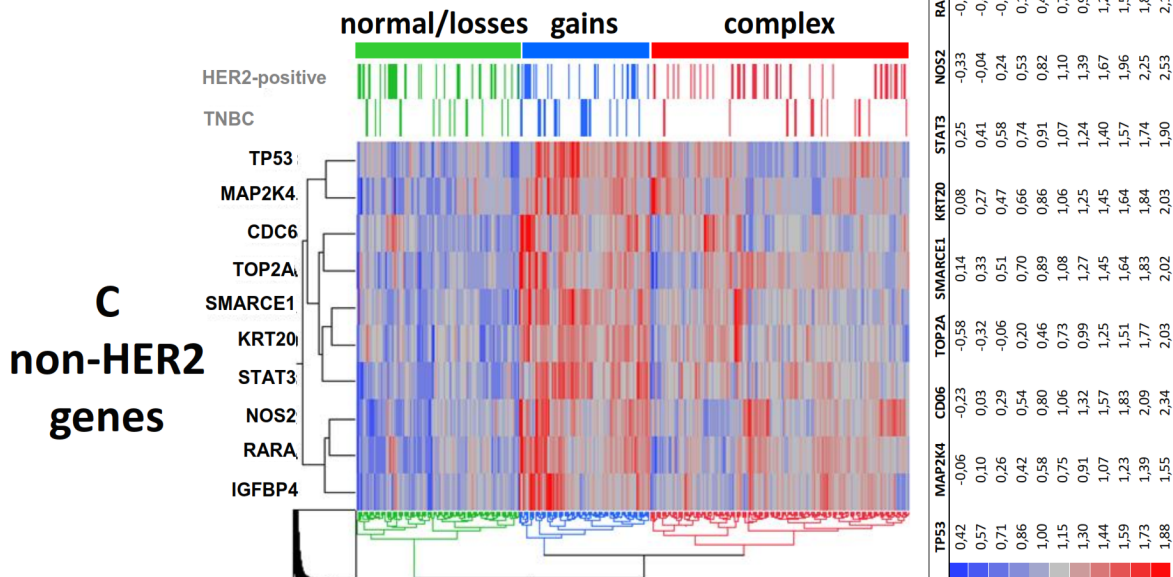 normal/losses gains complex
HER2-positive
TNBC
TP53
MAP2K4
CDC6
TOP2A
SMARCE1
KRT20
STAT3
NOS2
RARA
IGFBP4
C
non-HER2
genes
TP53 MAP2K4 CD06 TOP2A SMARCE1 KRT20 STAT3 NOS2
0,42 -0,06 -0,23 -0,58 0,14 0,08 0,25 -0,33
0,57 0,10 0,03 -0,32 0,33 0,27 0,41 -0,04
0,71 0,26 0,29 -0,06 0,51 0,47 0,58 0,24
0,86 0,42 0,54 0,20 0,70 0,66 0,74 0,53
1,00 0,58 0,80 0,46 0,89 0,86 0,91 0,82
1,15 0,75 1,06 0,73 1,08 1,06 1,07 1,10
1,30 0,91 1,32 0,99 1,27 1,25 1,24 1,39
1,44 1,07 1,57 1,25 1,45 1,45 1,40 1,67
1,59 1,23 1,83 1,51 1,64 1,64 1,57 1,96
1,73 1,39 2,09 1,77 1,83 1,84 1,74 2,25
1,88 1,55 2,34 2,03 2,02 2,03 1,90 2,53